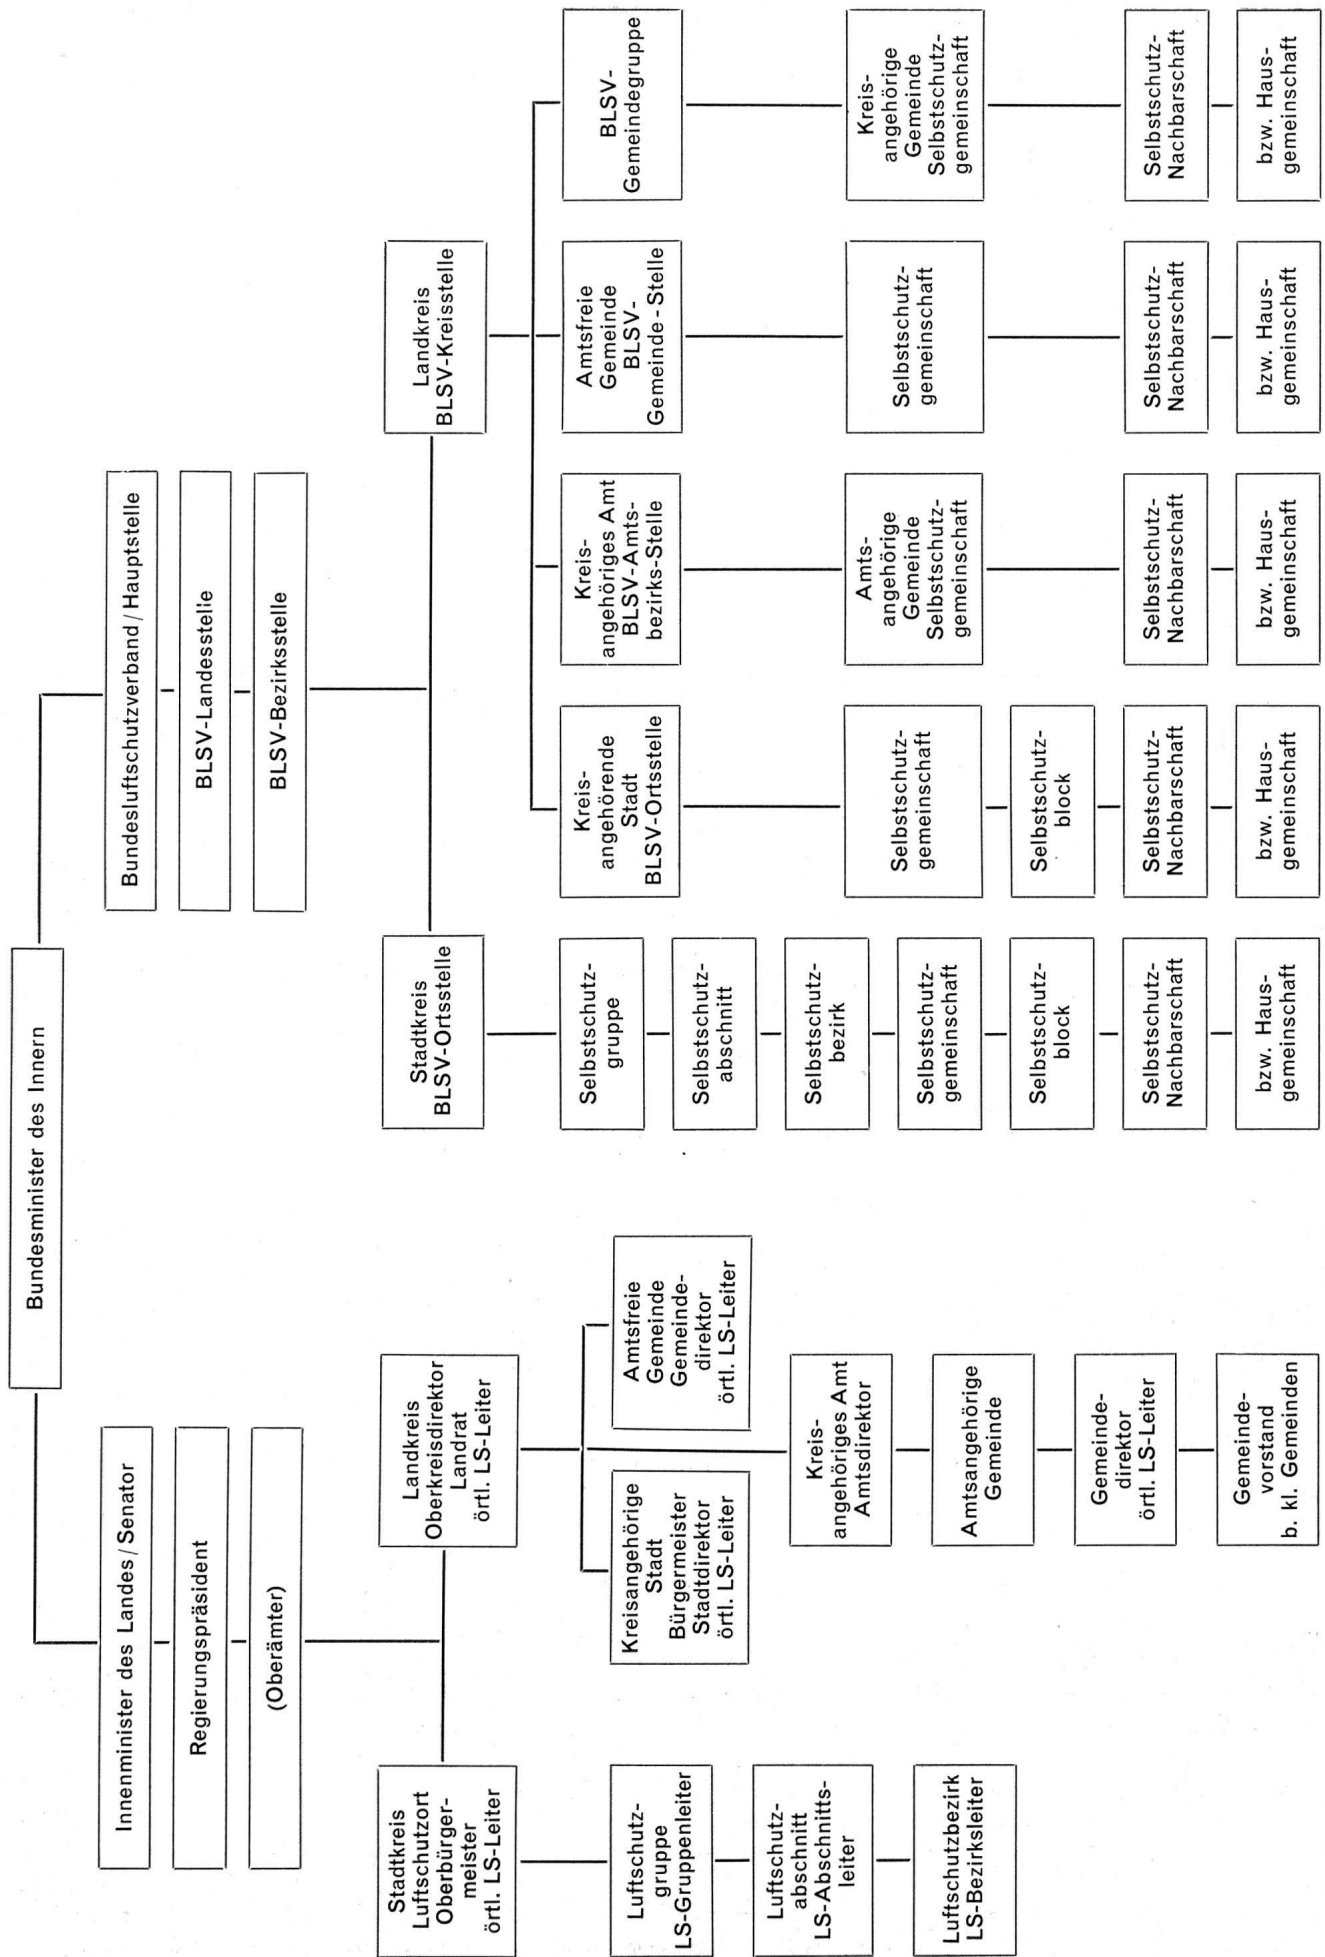 Bundesminister des Innern
Innenminister des Landes / Senator
Regierungspräsident
(Oberämter)
Stadtkreis
Luftschutzort
Oberbürger-
meister
örtl. LS-Leiter
Luftschutz-
gruppe
LS-Gruppenleiter
Luftschutz-
abschnitt
LS-Abschnitts-
leiter
Luftschutzbezirk
LS-Bezirksleiter
Landkreis
Oberkreisdirektor
Landrat
örtl. LS-Leiter
Kreisangehörige
Stadt
Bürgermeister
Stadtdirektor
örtl. LS-Leiter
Amtsfreie
Gemeinde
Gemeinde-
direktor
örtl. LS-Leiter
Kreis-
angehöriges Amt
Amtsdirektor
Amtsangehörige
Gemeinde
Gemeinde-
direktor
örtl. LS-Leiter
Gemeinde-
vorstand
b. kl. Gemeinden
Bundesluftschutzverband / Hauptstelle
BLSV-Landesstelle
BLSV-Bezirksstelle
Stadtkreis
BLSV-Ortsstelle
Selbstschutz-
gruppe
Selbstschutz-
abschnitt
Selbstschutz-
bezirk
Selbstschutz-
gemeinschaft
Selbstschutz-
block
Selbstschutz-
Nachbarschaft
bzw. Haus-
gemeinschaft
Landkreis
BLSV-Kreisstelle
Kreis-
angehörende
Stadt
BLSV-Ortsstelle
Selbstschutz-
gemeinschaft
Selbstschutz-
block
Selbstschutz-
Nachbarschaft
bzw. Haus-
gemeinschaft
Kreis-
angehöriges Amt
BLSV-Amts-
bezirks-Stelle
Amts-
angehörige
Gemeinde
Selbstschutz-
gemeinschaft
Selbstschutz-
Nachbarschaft
bzw. Haus-
gemeinschaft
Amtsfreie
Gemeinde
BLSV-
Gemeinde-Stelle
Selbstschutz-
gemeinschaft
Selbstschutz-
Nachbarschaft
bzw. Haus-
gemeinschaft
BLSV-
Gemeindegruppe
Kreis-
angehörige
Gemeinde
Selbstschutz-
gemeinschaft
Selbstschutz-
Nachbarschaft
bzw. Haus-
gemeinschaft